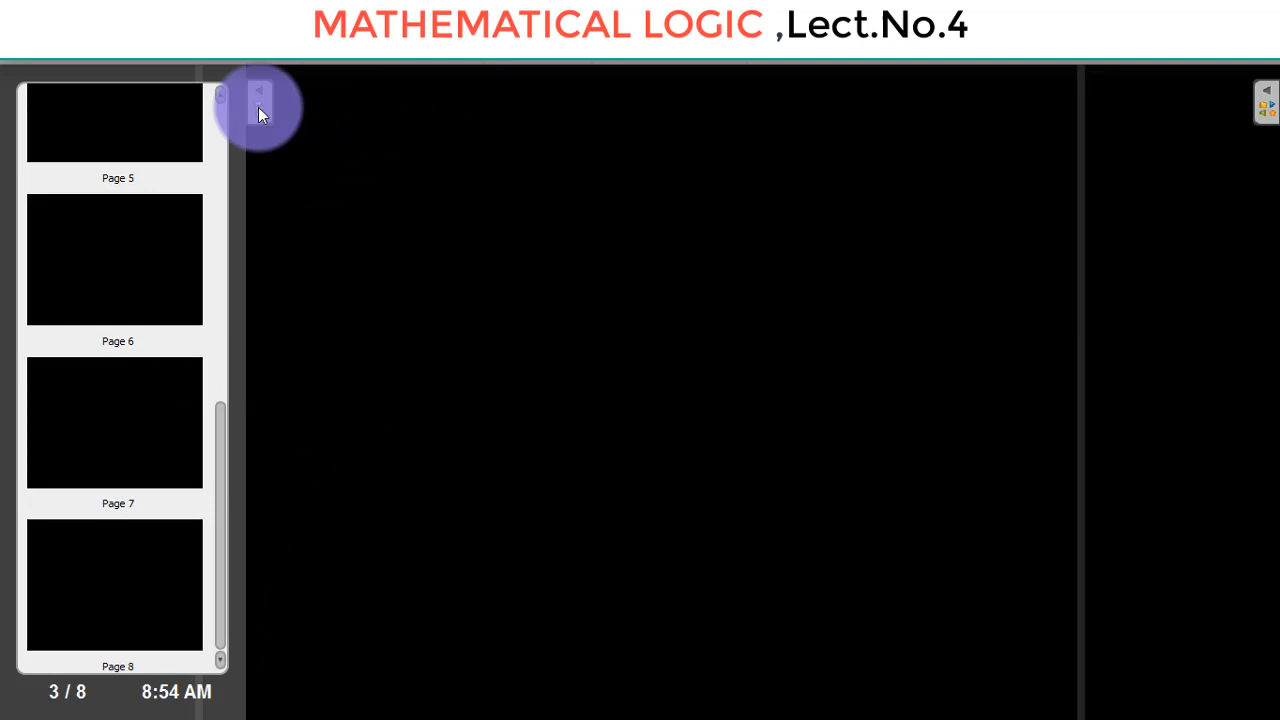 MATHEMATICAL LOGIC ,Lect.No.4
Page 5
Page 6
Page 7
Page 8
3 / 8 8:54 AM